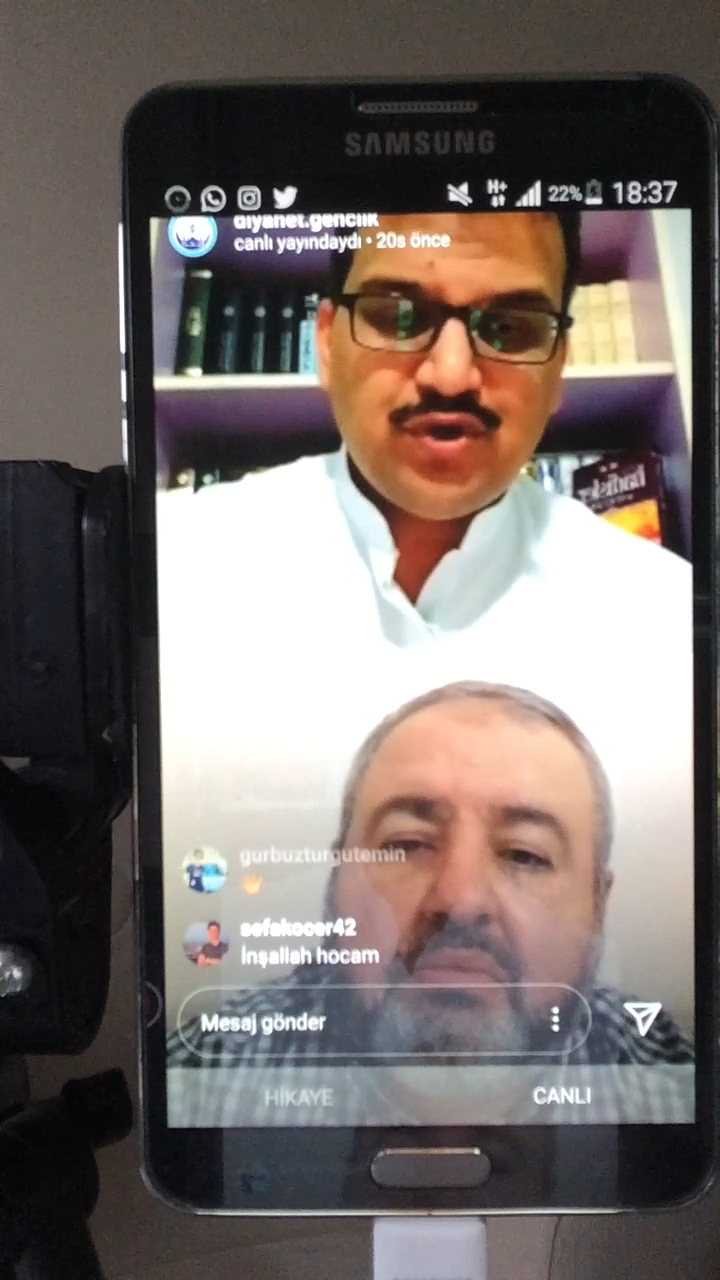 SAMSUNG
H+ 22% 18:37
diyanet.genclik
canlı yayındaydı • 20s önce
gurbuzturgutemin
👋
sefakocer42
İnşallah hocam
Mesaj gönder
HİKAYE
CANLI